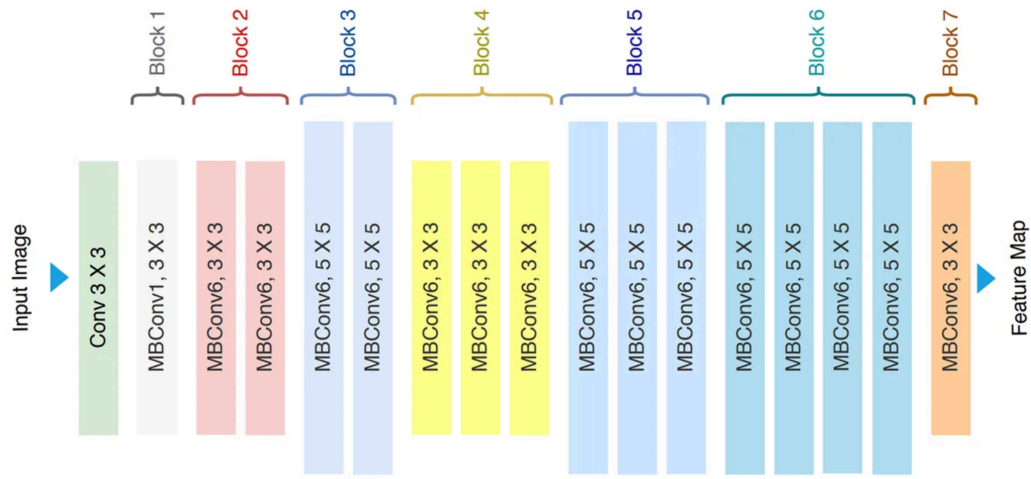 Block 1
Block 2
Block 3
Block 4
Block 5
Block 6
Block 7
Input Image
Conv 3 X 3
MBConv1, 3 X 3
MBConv6, 3 X 3
MBConv6, 3 X 3
MBConv6, 5 X 5
MBConv6, 5 X 5
MBConv6, 3 X 3
MBConv6, 3 X 3
MBConv6, 3 X 3
MBConv6, 5 X 5
MBConv6, 5 X 5
MBConv6, 5 X 5
MBConv6, 5 X 5
MBConv6, 5 X 5
MBConv6, 5 X 5
MBConv6, 5 X 5
MBConv6, 3 X 3
Feature Map